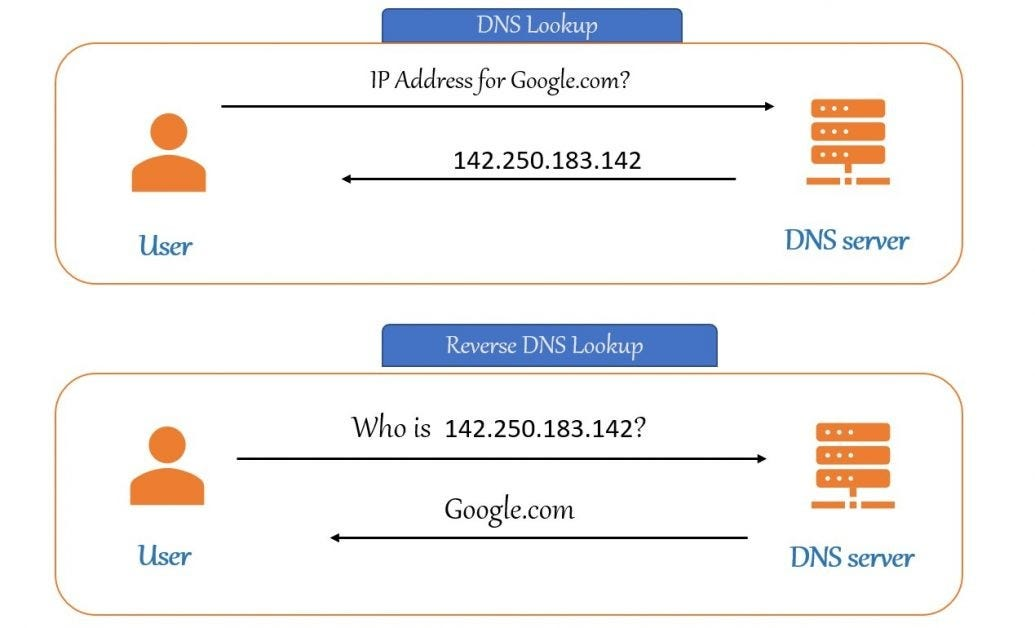 DNS Lookup
IP Address for Google.com?
142.250.183.142
User
DNS server
Reverse DNS Lookup
Who is 142.250.183.142?
Google.com
User
DNS server